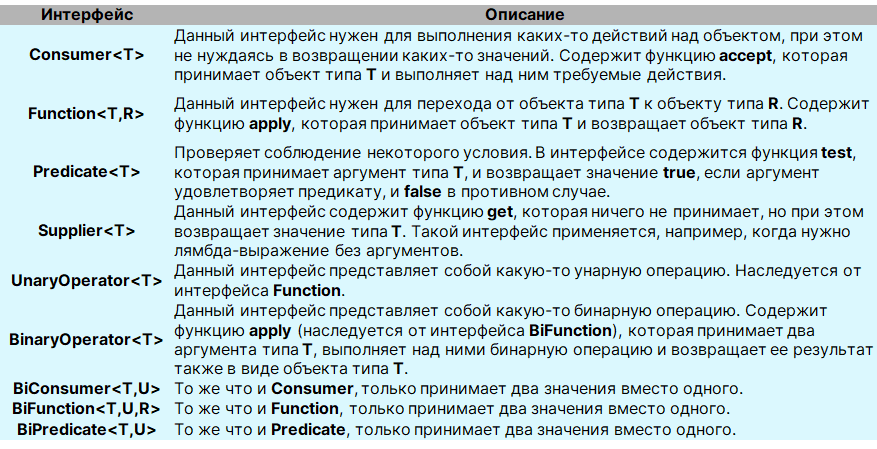 Интерфейс Описание
Данный интерфейс нужен для выполнения каких-то действий над объектом, при этом
Consumer<T> не нуждаясь в возвращении каких-то значений. Содержит функцию accept, которая
принимает объект типа T и выполняет над ним требуемые действия.
Function<T,R> Данный интерфейс нужен для перехода от объекта типа T к объекту типа R. Содержит
функцию apply, которая принимает объект типа T и возвращает объект типа R.
Проверяет соблюдение некоторого условия. В интерфейсе содержится функция test,
Predicate<T> которая принимает аргумент типа T, и возвращает значение true, если аргумент
удовлетворяет предикату, и false в противном случае.
Данный интерфейс содержит функцию get, которая ничего не принимает, но при этом
Supplier<T> возвращает значение типа T. Такой интерфейс применяется, например, когда нужно
лямбда-выражение без аргументов.
UnaryOperator<T> Данный интерфейс представляет собой какую-то унарную операцию. Наследуется от
интерфейса Function.
Данный интерфейс представляет собой какую-то бинарную операцию. Содержит
BinaryOperator<T> функцию apply (наследуется от интерфейса BiFunction), которая принимает два
аргумента типа T, выполняет над ними бинарную операцию и возвращает ее результат
также в виде объекта типа T.
BiConsumer<T,U> То же что и Consumer, только принимает два значения вместо одного.
BiFunction<T,U,R> То же что и Function, только принимает два значения вместо одного.
BiPredicate<T,U> То же что и Predicate, только принимает два значения вместо одного.